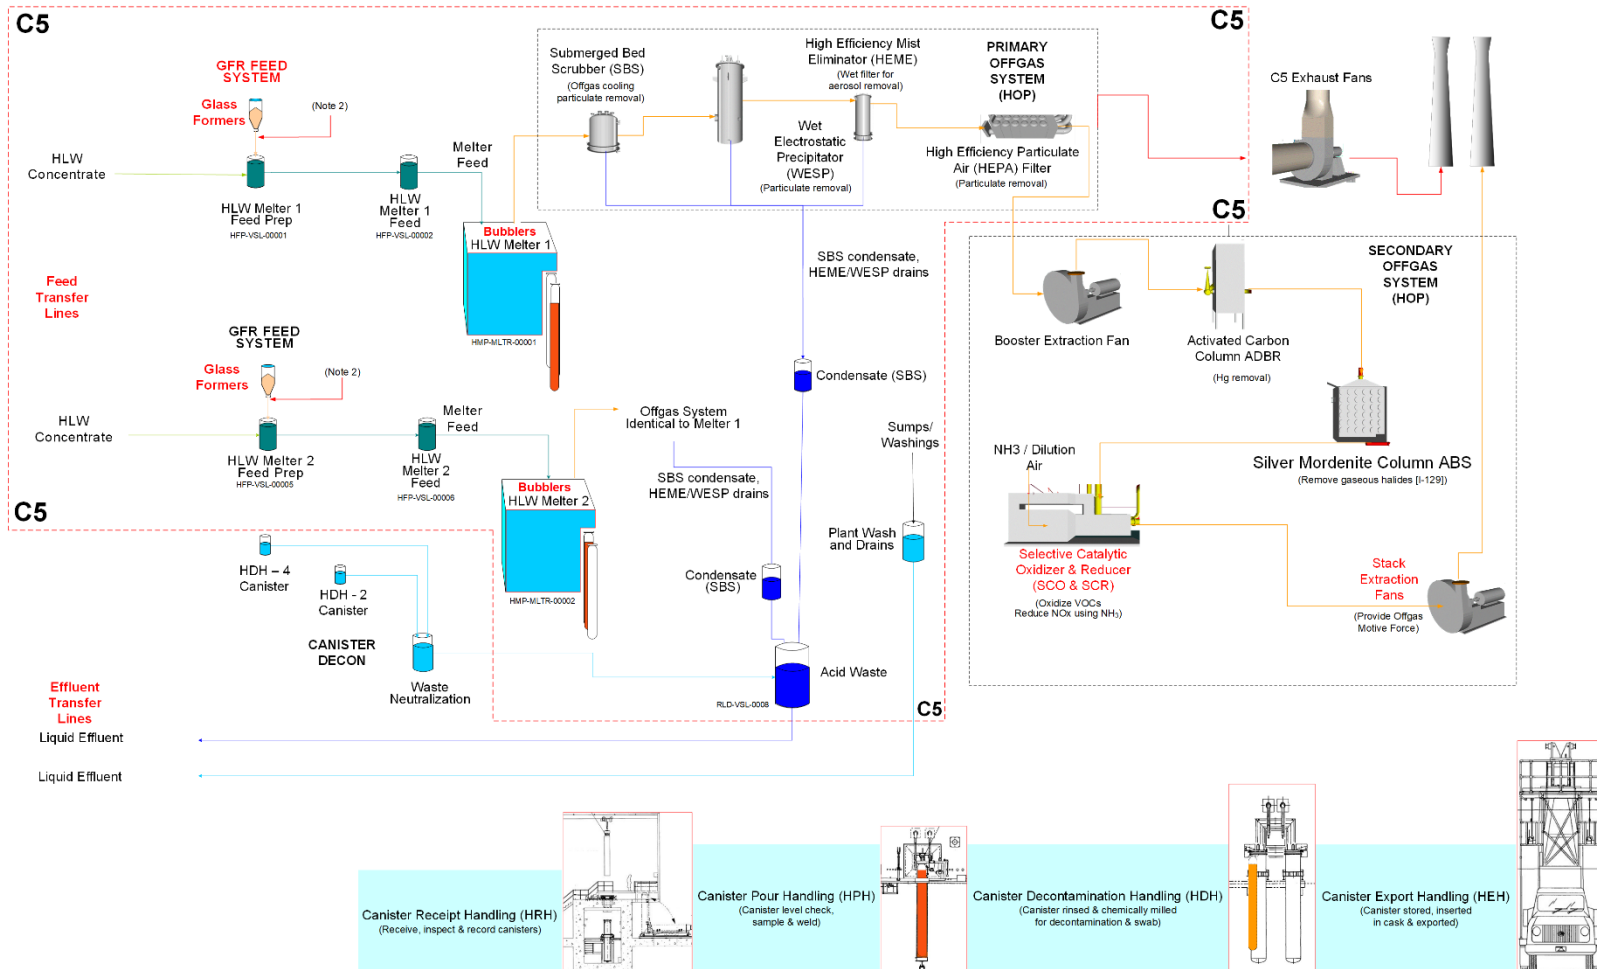 C5
C5
GFR FEED
SYSTEM
Glass
Formers
(Note 2)
HLW
Concentrate
HLW Melter 1
Feed Prep
HFP-VSL-00001
HLW
Melter 1
Feed
HFP-VSL-00002
Melter
Feed
Bubblers
HLW Melter 1
HMP-MLTR-00001
Submerged Bed
Scrubber (SBS)
(Offgas cooling
particulate removal)
High Efficiency Mist
Eliminator (HEME)
(Wet filter for
aerosol removal)
Wet
Electrostatic
Precipitator
(WESP)
(Particulate removal)
PRIMARY
OFFGAS
SYSTEM
(HOP)
High Efficiency Particulate
Air (HEPA) Filter
(Particulate removal)
C5 Exhaust Fans
C5
SBS condensate,
HEME/WESP drains
SECONDARY
OFFGAS
SYSTEM
(HOP)
Booster Extraction Fan
Activated Carbon
Column ADBR
(Hg removal)
Silver Mordenite Column ABS
(Remove gaseous halides [I-129])
NH3 / Dilution
Air
Selective Catalytic
Oxidizer & Reducer
(SCO & SCR)
(Oxidize VOCs
Reduce NOx using NH3)
Stack
Extraction
Fans
(Provide Offgas
Motive Force)
Feed
Transfer
Lines
GFR FEED
SYSTEM
Glass
Formers
(Note 2)
HLW
Concentrate
HLW Melter 2
Feed Prep
HFP-VSL-00005
HLW
Melter 2
Feed
HFP-VSL-00006
Melter
Feed
Bubblers
HLW Melter 2
HMP-MLTR-00002
Offgas System
Identical to Melter 1
SBS condensate,
HEME/WESP drains
Condensate (SBS)
Condensate
(SBS)
Sumps/
Washings
Plant Wash
and Drains
C5
HDH – 4
Canister
HDH - 2
Canister
CANISTER
DECON
Waste
Neutralization
Acid Waste
RLD-VSL-0008
C5
Effluent
Transfer
Lines
Liquid Effluent
Liquid Effluent
Canister Receipt Handling (HRH)
(Receive, inspect & record canisters)
Canister Pour Handling (HPH)
(Canister level check,
sample & weld)
Canister Decontamination Handling (HDH)
(Canister rinsed & chemically milled
for decontamination & swab)
Canister Export Handling (HEH)
(Canister stored, inserted
in cask & exported)